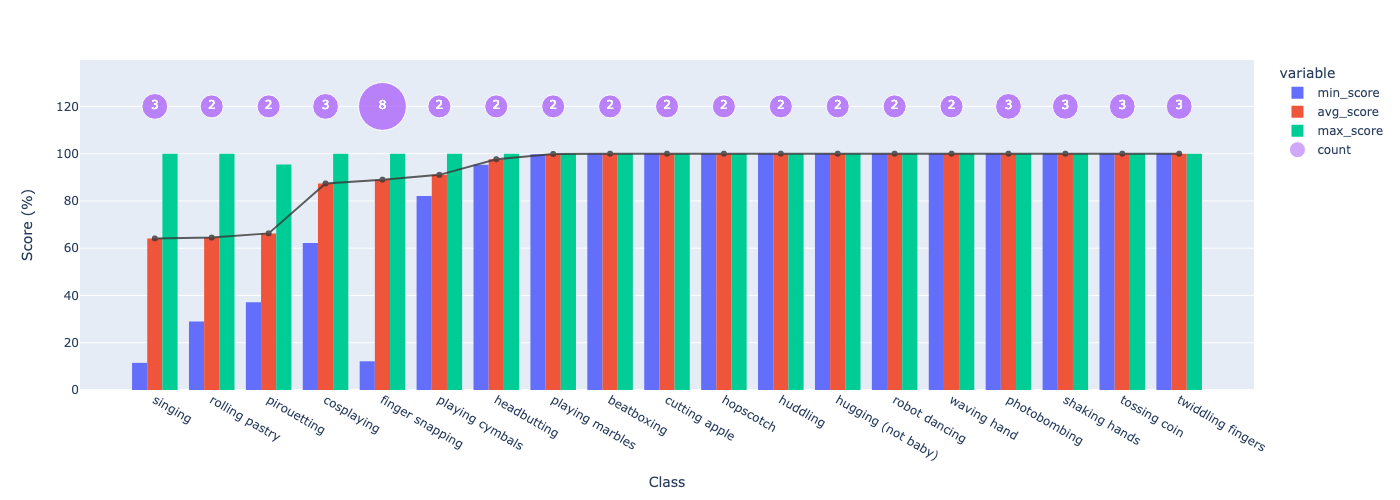 variable
min_score
avg_score
max_score
count
3 2 2 3 8 2 2 2 2 2 2 2 2 2 2 3 3 3 3
120
100
80
60
40
20
0
Score (%)
singing
rolling pastry
pirouetting
cosplaying
finger snapping
playing cymbals
headbutting
playing marbles
beatboxing
cutting apple
hopscotch
huddling
hugging (not baby)
robot dancing
waving hand
photobombing
shaking hands
tossing coin
twiddling fingers
Class